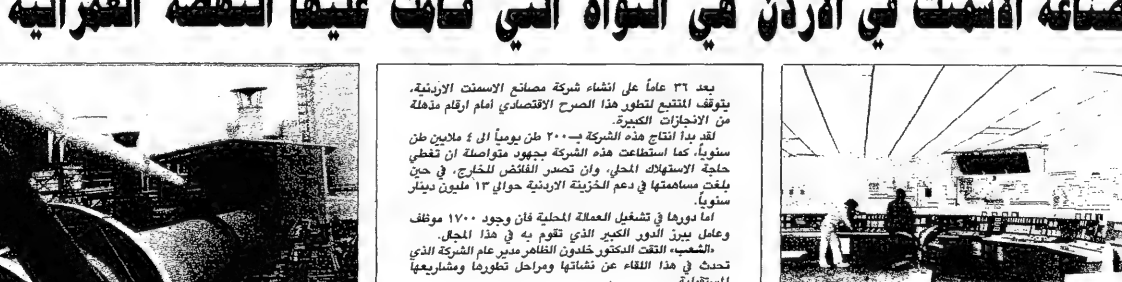 صناعة الاسمنت في الاردن هي النواة التي قامت عليها النهضة العمرانية
بعد ٣٦ عاماً على انشاء شركة مصانع الاسمنت الاردنية،
يتوقف المتتبع لتطور هذا الصرح الاقتصادي أمام ارقام مذهلة
من الانجازات الكبيرة.
لقد بدأ انتاج هذه الشركة بــ٢٠٠ طن يومياً الى ٤ ملايين طن
سنوياً، كما استطاعت هذه الشركة بجهود متواصلة ان تغطي
حاجة الاستهلاك المحلي، وان تصدر الفائض للخارج، في حين
بلغت مساهمتها في دعم الخزينة الاردنية حوالي ١٣ مليون دينار
سنوياً.
اما دورها في تشغيل العمالة المحلية فان وجود ١٧٠٠ موظف
وعامل يبرز الدور الكبير الذي تقوم به في هذا المجال.
«الشعب» التقت الدكتور خلدون الظاهر مدير عام الشركة الذي
تحدث في هذا اللقاء عن نشاتها ومراحل تطورها ومشاريعها
المستقبلية